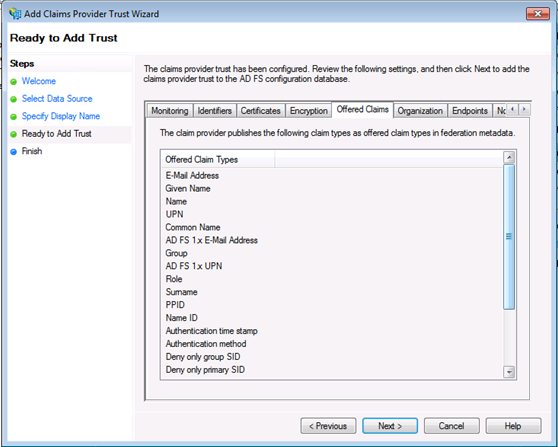 Add Claims Provider Trust Wizard
Ready to Add Trust
Steps
Welcome
Select Data Source
Specify Display Name
Ready to Add Trust
Finish
The claims provider trust has been configured. Review the following settings, and then click Next to add the
claims provider trust to the AD FS configuration database.
Monitoring Identifiers Certificates Encryption Offered Claims Organization Endpoints
The claim provider publishes the following claim types as offered claim types in federation metadata.
Offered Claim Types
E-Mail Address
Given Name
Name
UPN
Common Name
AD FS 1.x E-Mail Address
Group
AD FS 1.x UPN
Role
Surname
PPID
Name ID
Authentication time stamp
Authentication method
Deny only group SID
Deny only primary SID
< Previous Next > Cancel Help